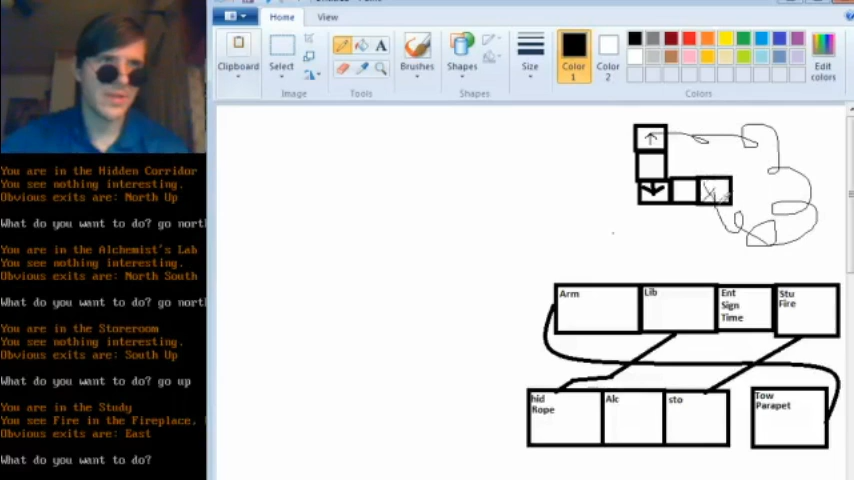 Home
View
Clipboard
Select
Brushes
Shapes
Size
Color
1
Color
2
Edit
colors
Image
Tools
Shapes
Colors
You are in the Hidden Corridor
You see nothing interesting.
Obvious exits are: North Up
What do you want to do? go nort
You are in the Alchemist's Lab
You see nothing interesting.
Obvious exits are: North South
What do you want to do? go nort
You are in the Storeroom
You see nothing interesting.
Obvious exits are: South Up
What do you want to do? go up
You are in the Study
You see Fire in the Fireplace,
Obvious exits are: East
What do you want to do?
Arm
Lib
Ent
Sign
Time
Stu
Fire
hid
Rope
Alc
sto
Tow
Parapet